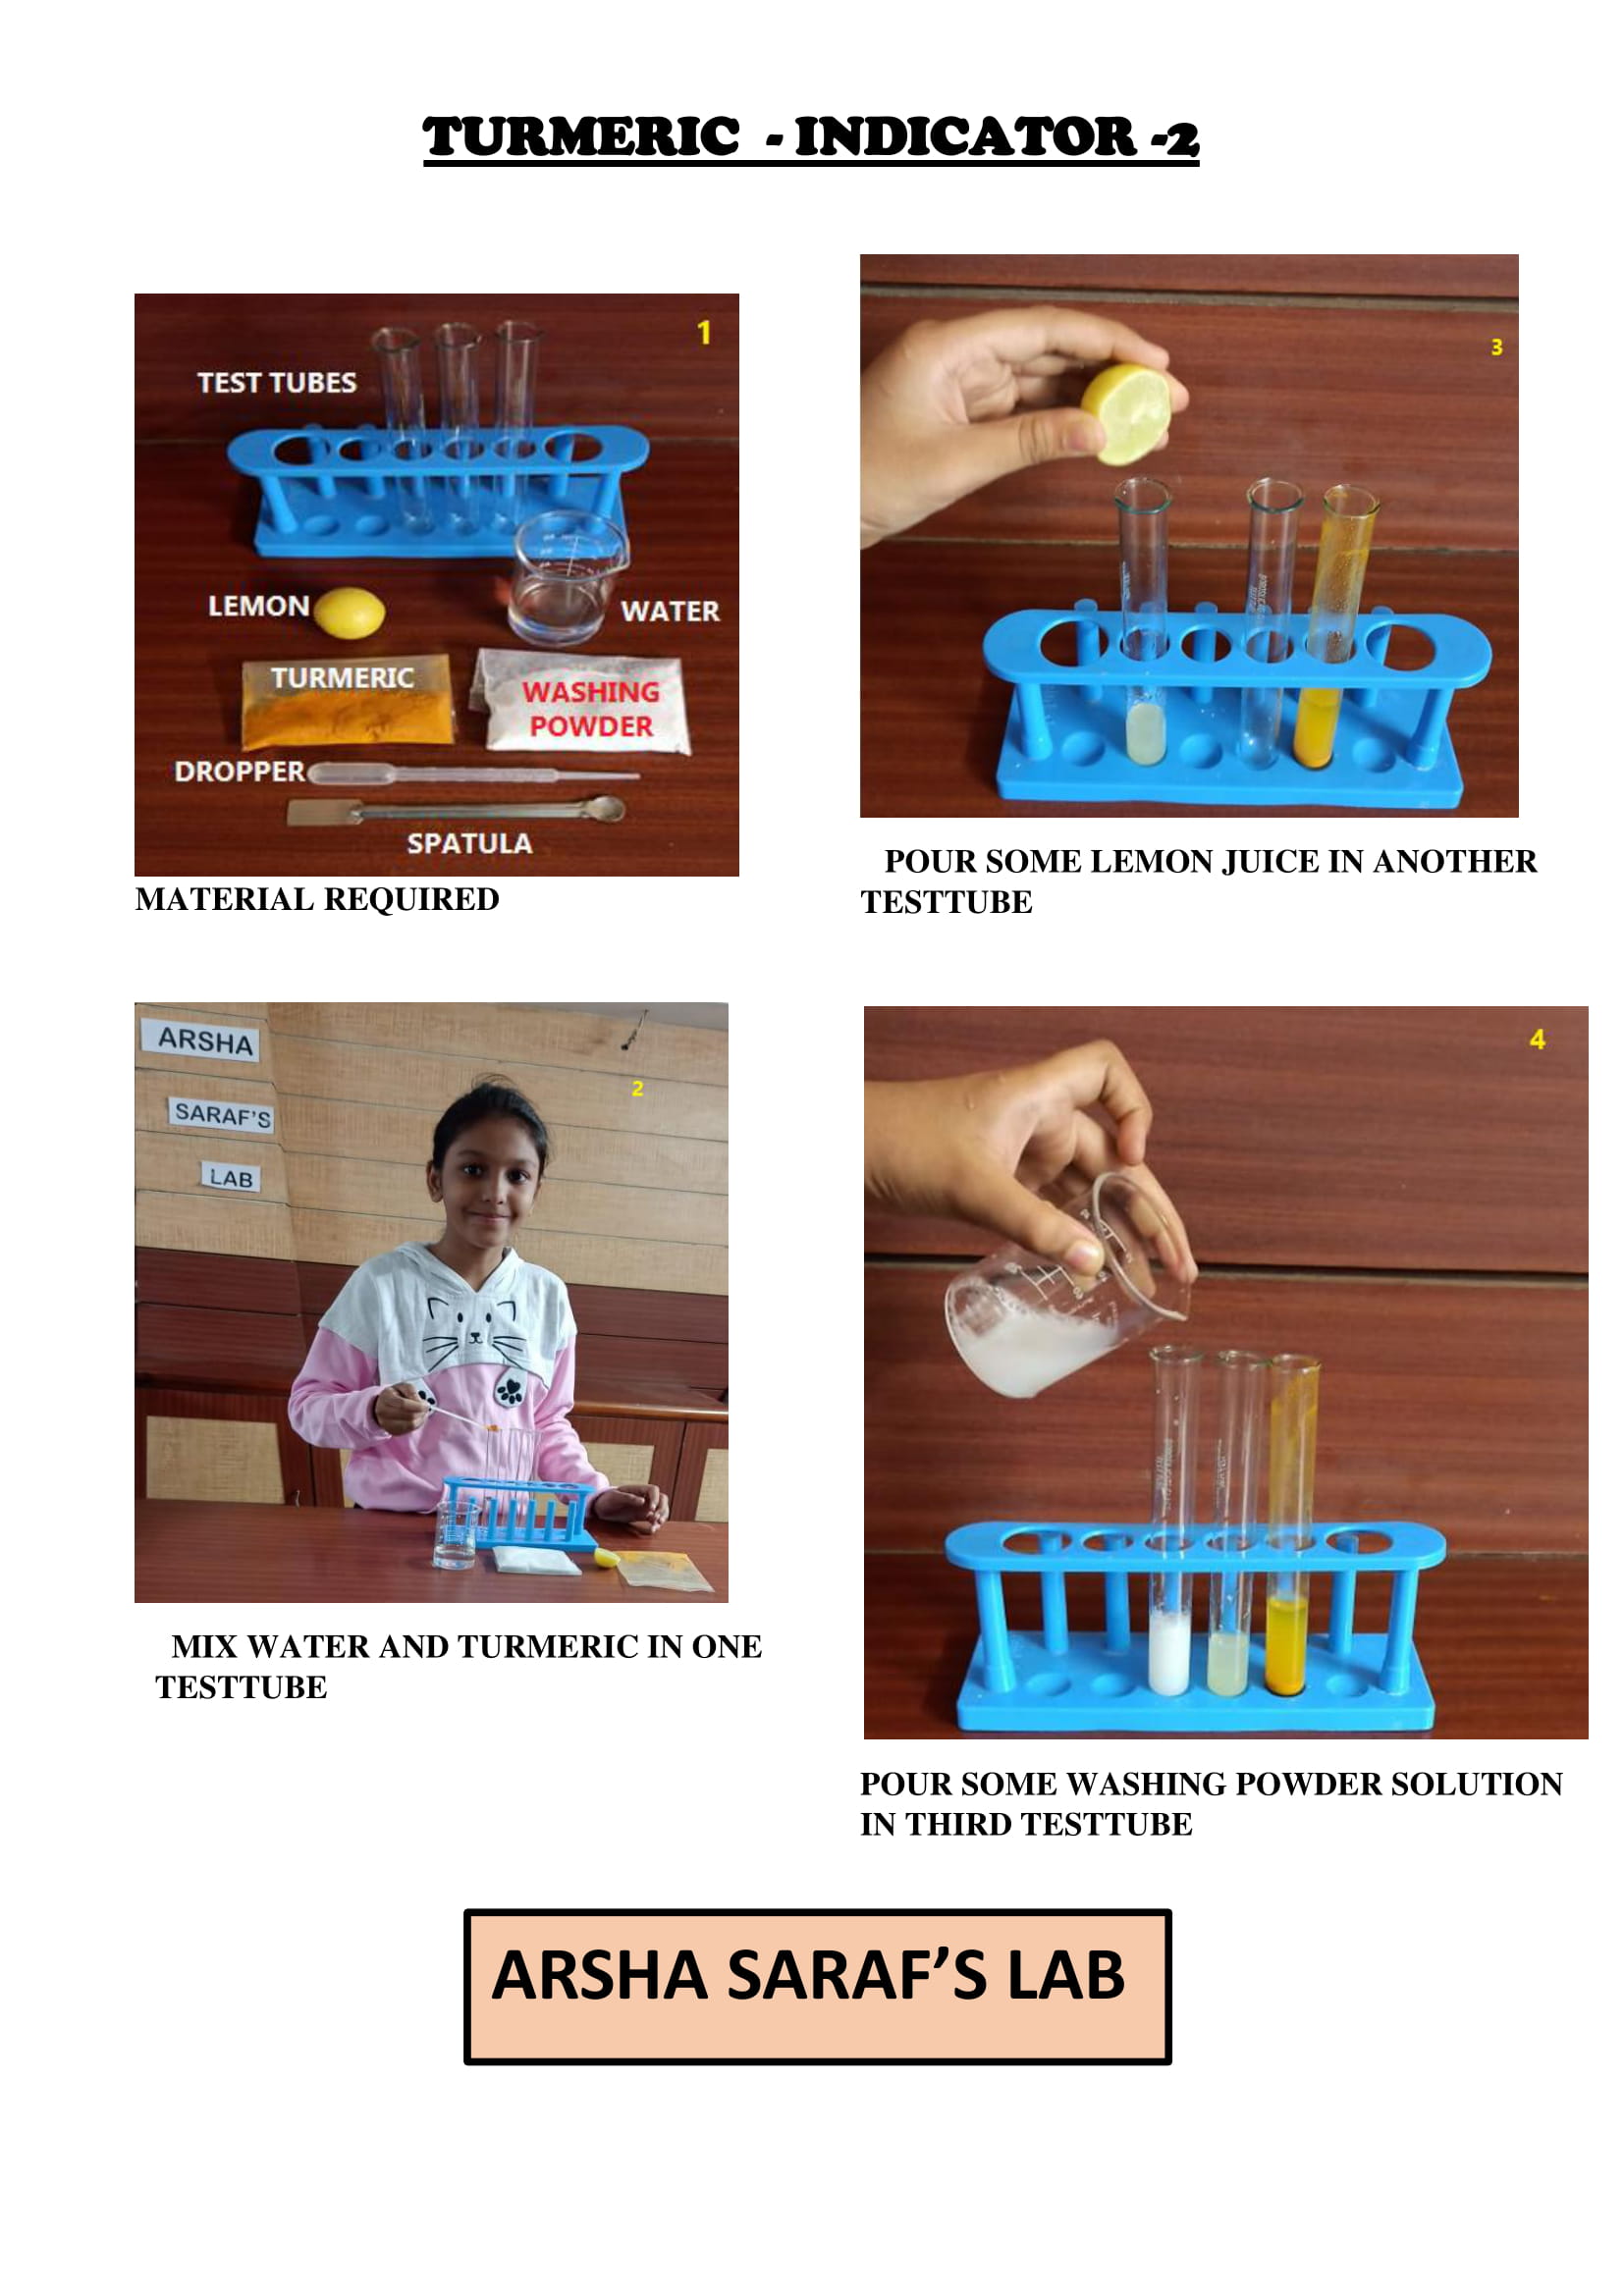 TURMERIC - INDICATOR -2
1
TEST TUBES
LEMON
WATER
TURMERIC
WASHING
POWDER
DROPPER
SPATULA
MATERIAL REQUIRED
2
ARSHA
SARAF'S
LAB
MIX WATER AND TURMERIC IN ONE
TESTTUBE
3
POUR SOME LEMON JUICE IN ANOTHER
TESTTUBE
4
POUR SOME WASHING POWDER SOLUTION
IN THIRD TESTTUBE
ARSHA SARAF’S LAB